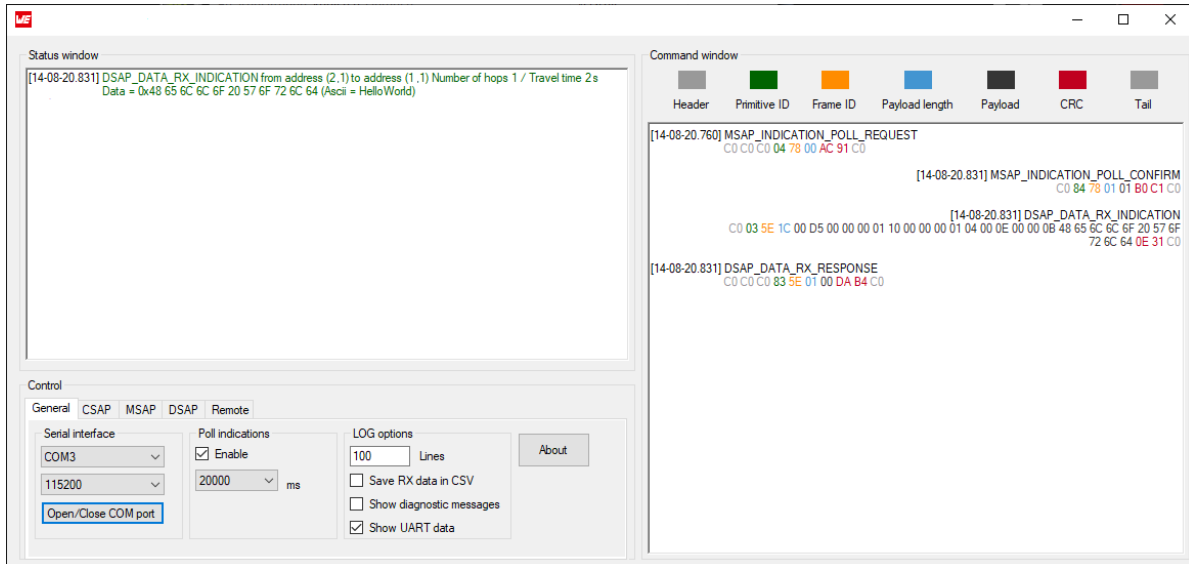 WE
Status window
[14-08-20.831] DSAP_DATA_RX_INDICATION from address (2,1) to address (1,1) Number of hops 1 / Travel time 2 s
Data = 0x48 65 6C 6C 6F 20 57 6F 72 6C 64 (Ascii = Hello World)
Command window
Header Primitive ID Frame ID Payload length Payload CRC Tail
[14-08-20.760] MSAP_INDICATION_POLL_REQUEST
C0 C0 C0 04 78 00 AC 91 C0
[14-08-20.831] MSAP_INDICATION_POLL_CONFIRM
C0 84 78 01 01 B0 C1 C0
[14-08-20.831] DSAP_DATA_RX_INDICATION
C0 03 5E 1C 00 D5 00 00 00 01 10 00 00 00 01 04 00 0E 00 00 0B 48 65 6C 6C 6F 20 57 6F
72 6C 64 0E 31 C0
[14-08-20.831] DSAP_DATA_RX_RESPONSE
C0 C0 C0 83 5E 01 00 DA B4 C0
Control
General CSAP MSAP DSAP Remote
Serial interface
COM3
115200
Open/Close COM port
Poll indications
Enable
20000 ms
LOG options
100 Lines
Save RX data in CSV
Show diagnostic messages
Show UART data
About